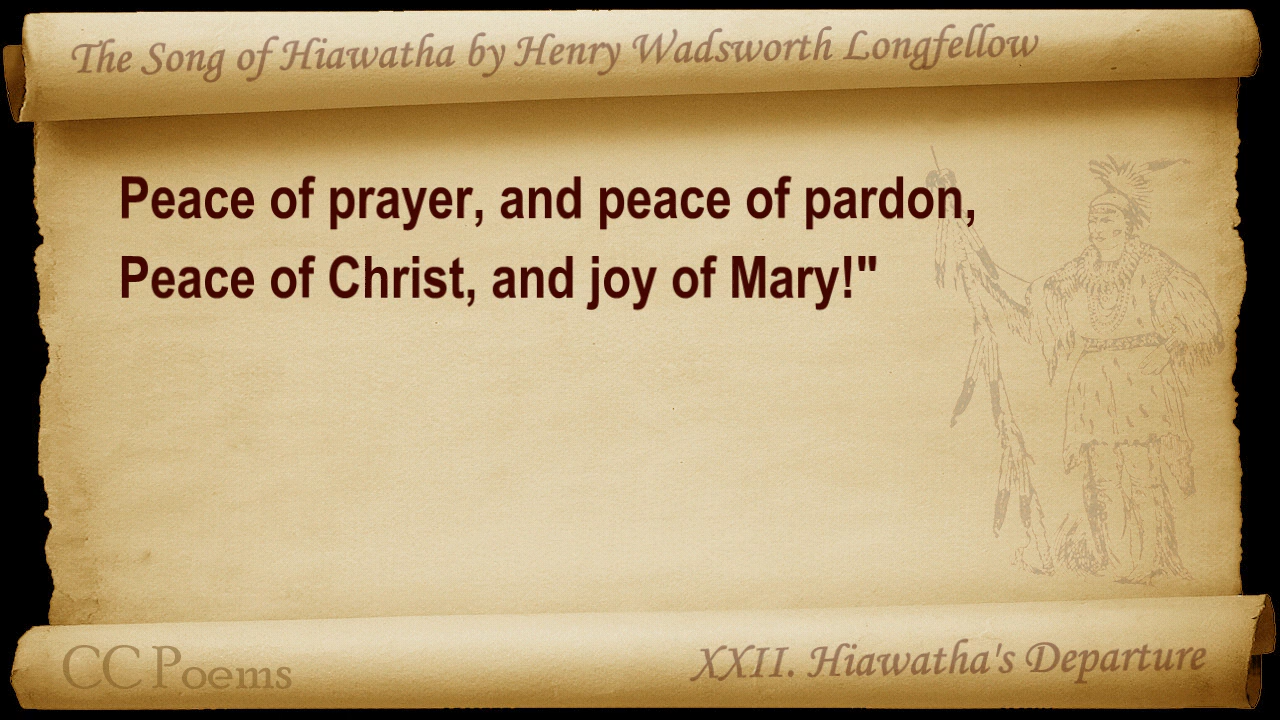 The Song of Hiawatha by Henry Wadsworth Longfellow
Peace of prayer, and peace of pardon,
Peace of Christ, and joy of Mary!"
CC Poems
XXII. Hiawatha's Departure